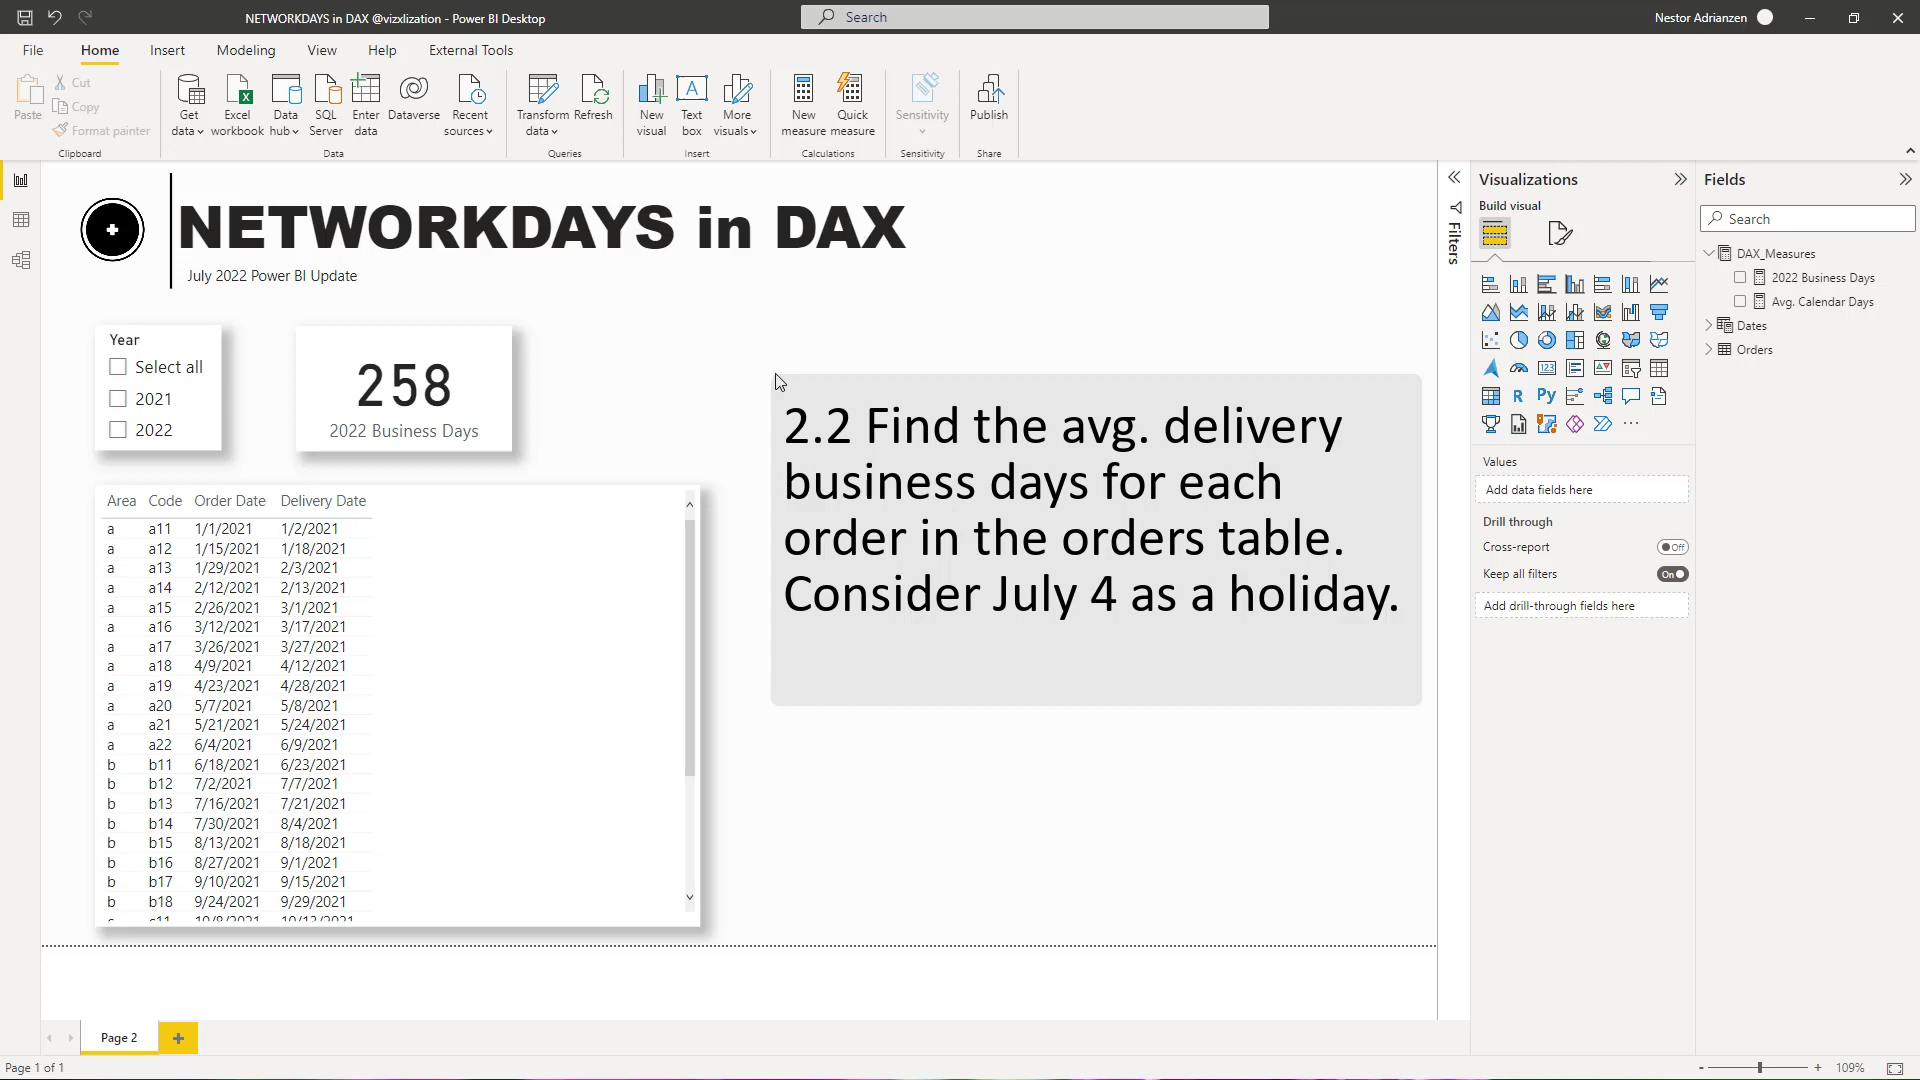 NETWORKDAYS in DAX @vizxlization - Power BI Desktop
Search
Nestor Adrianzen
File Home Insert Modeling View Help External Tools
Paste
Cut
Copy
Format painter
Clipboard
Get data
Excel workbook
Data hub
SQL Server
Enter data
Dataverse
Recent sources
Data
Transform data
Refresh
Queries
New visual
Text box
More visuals
Insert
New measure
Quick measure
Calculations
Sensitivity
Sensitivity
Publish
Share
NETWORKDAYS in DAX
July 2022 Power BI Update
Year
Select all
2021
2022
258
2022 Business Days
Area Code Order Date Delivery Date
a a11 1/1/2021 1/2/2021
a a12 1/15/2021 1/18/2021
a a13 1/29/2021 2/3/2021
a a14 2/12/2021 2/13/2021
a a15 2/26/2021 3/1/2021
a a16 3/12/2021 3/17/2021
a a17 3/26/2021 3/27/2021
a a18 4/9/2021 4/12/2021
a a19 4/23/2021 4/28/2021
a a20 5/7/2021 5/8/2021
a a21 5/21/2021 5/24/2021
a a22 6/4/2021 6/9/2021
b b11 6/18/2021 6/23/2021
b b12 7/2/2021 7/7/2021
b b13 7/16/2021 7/21/2021
b b14 7/30/2021 8/4/2021
b b15 8/13/2021 8/18/2021
b b16 8/27/2021 9/1/2021
b b17 9/10/2021 9/15/2021
b b18 9/24/2021 9/29/2021
c c11 10/8/2021 10/13/2021
2.2 Find the avg. delivery
business days for each
order in the orders table.
Consider July 4 as a holiday.
Filters
Visualizations
Build visual
R
Py
123
Values
Add data fields here
Drill through
Cross-report Off
Keep all filters On
Add drill-through fields here
Fields
Search
DAX_Measures
2022 Business Days
Avg. Calendar Days
Dates
Orders
Page 2
Page 1 of 1
109%